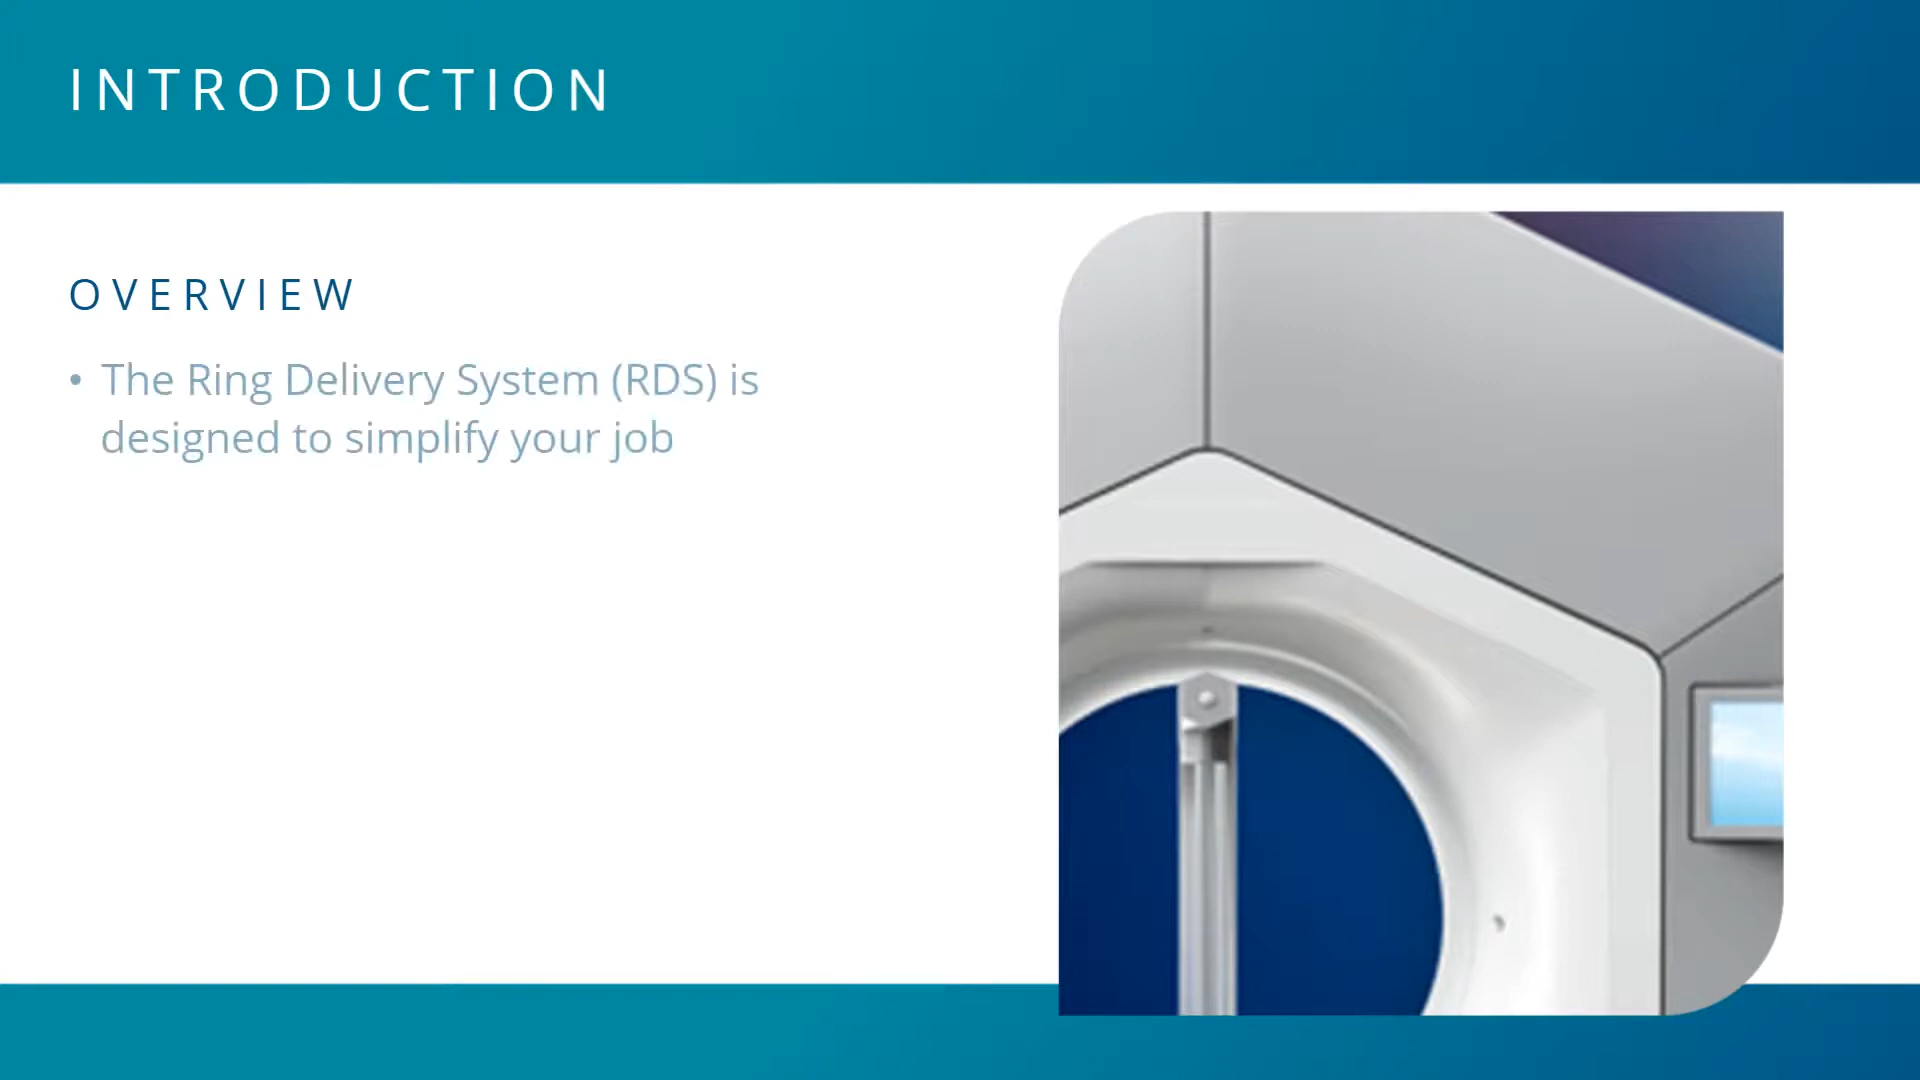 INTRODUCTION
OVERVIEW
• The Ring Delivery System (RDS) is
designed to simplify your job